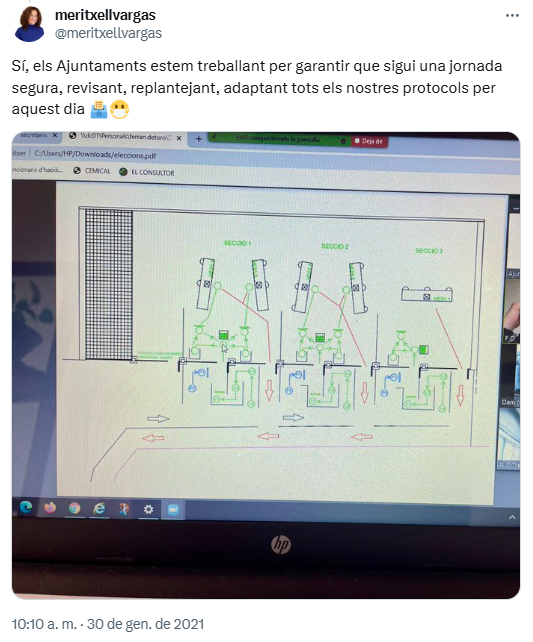 meritxellvargas
@meritxellvargas
Sí, els Ajuntaments estem treballant per garantir que sigui una jornada
segura, revisant, replantejant, adaptant tots els nostres protocols per
aquest dia 🗳️😷
Deja de
C:/Users/HP/Downloads/eleccions.pdf
CEMICAL
EL CONSULTOR
SECCIÓ 1
SECCIÓ 2
SECCIÓ 3
hp
10:10 a. m. · 30 de gen. de 2021